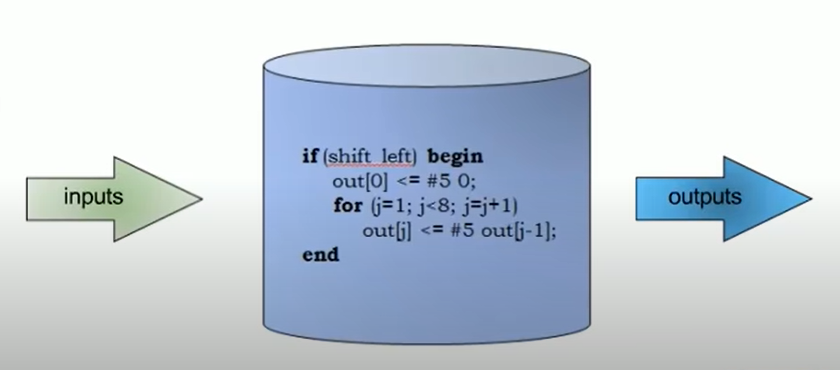 inputs
if (shift_left) begin
out[0] <= #5 0;
for (j=1; j<8; j=j+1)
out[j] <= #5 out[j-1];
end
outputs